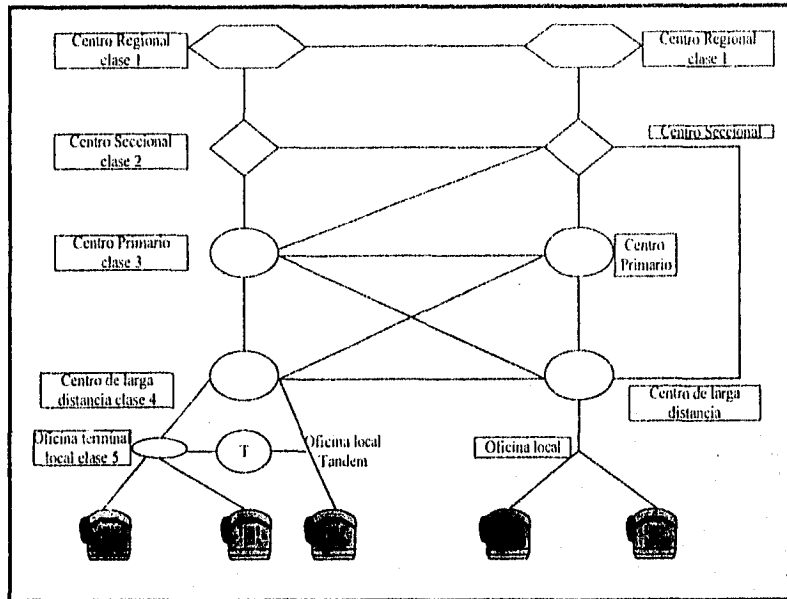 Centro Regional
clase 1
Centro Regional
clase 1
Centro Seccional
clase 2
Centro Seccional
Centro Primario
clase 3
Centro
Primario
Centro de larga
distancia clase 4
Centro de larga
distancia
Oficina terminal
local clase 5
T
Oficina local
Tandem
Oficina local